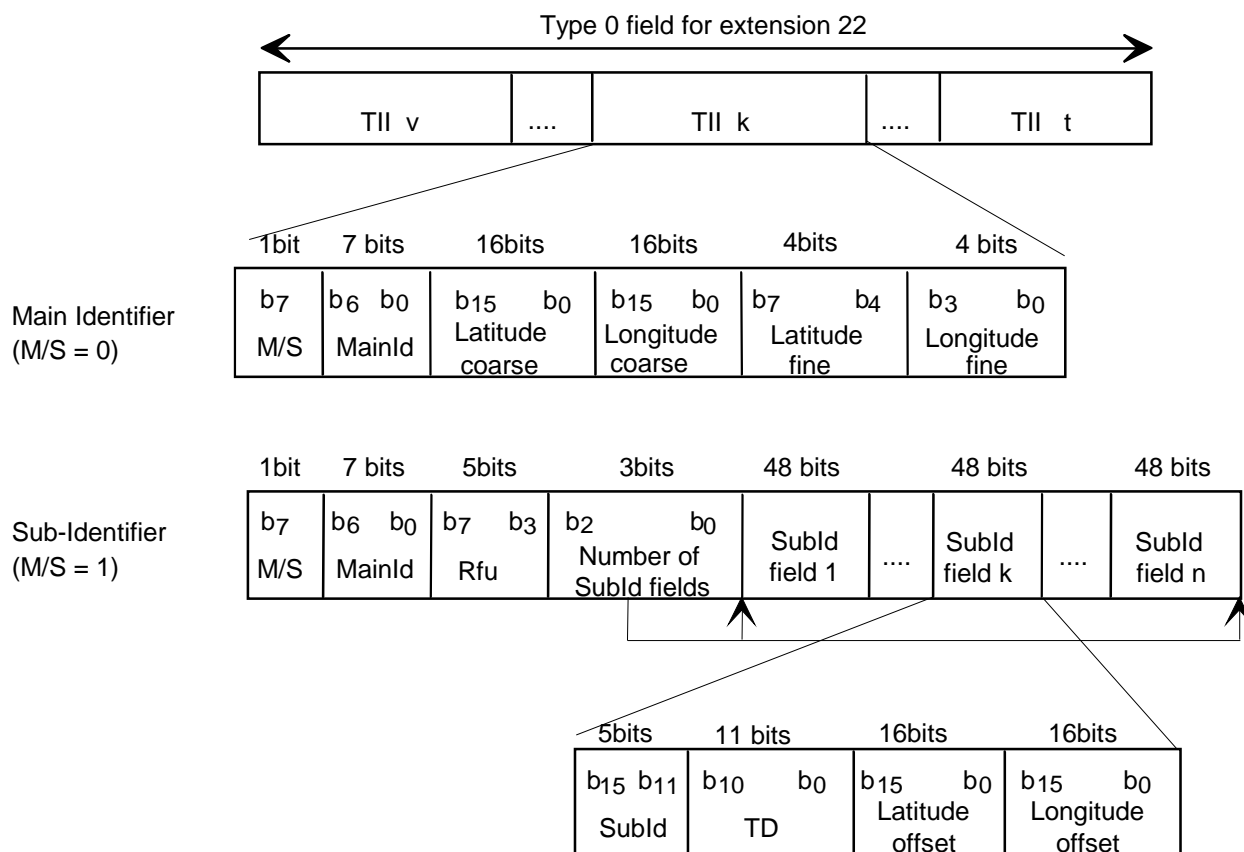 Type 0 field for extension 22
TII v .... TII k .... TII t
1bit 7 bits 16bits 16bits 4bits 4 bits
Main Identifier
(M/S = 0)
b7 b6 b0 b15 b0 b15 b0 b7 b4 b3 b0
M/S MainId Latitude coarse Longitude coarse Latitude fine Longitude fine
1bit 7 bits 5bits 3bits 48 bits 48 bits 48 bits
Sub-Identifier
(M/S = 1)
b7 b6 b0 b7 b3 b2 b0
M/S MainId Rfu Number of SubId fields SubId field 1 .... SubId field k .... SubId field n
5bits 11 bits 16bits 16bits
b15 b11 b10 b0 b15 b0 b15 b0
SubId TD Latitude offset Longitude offset